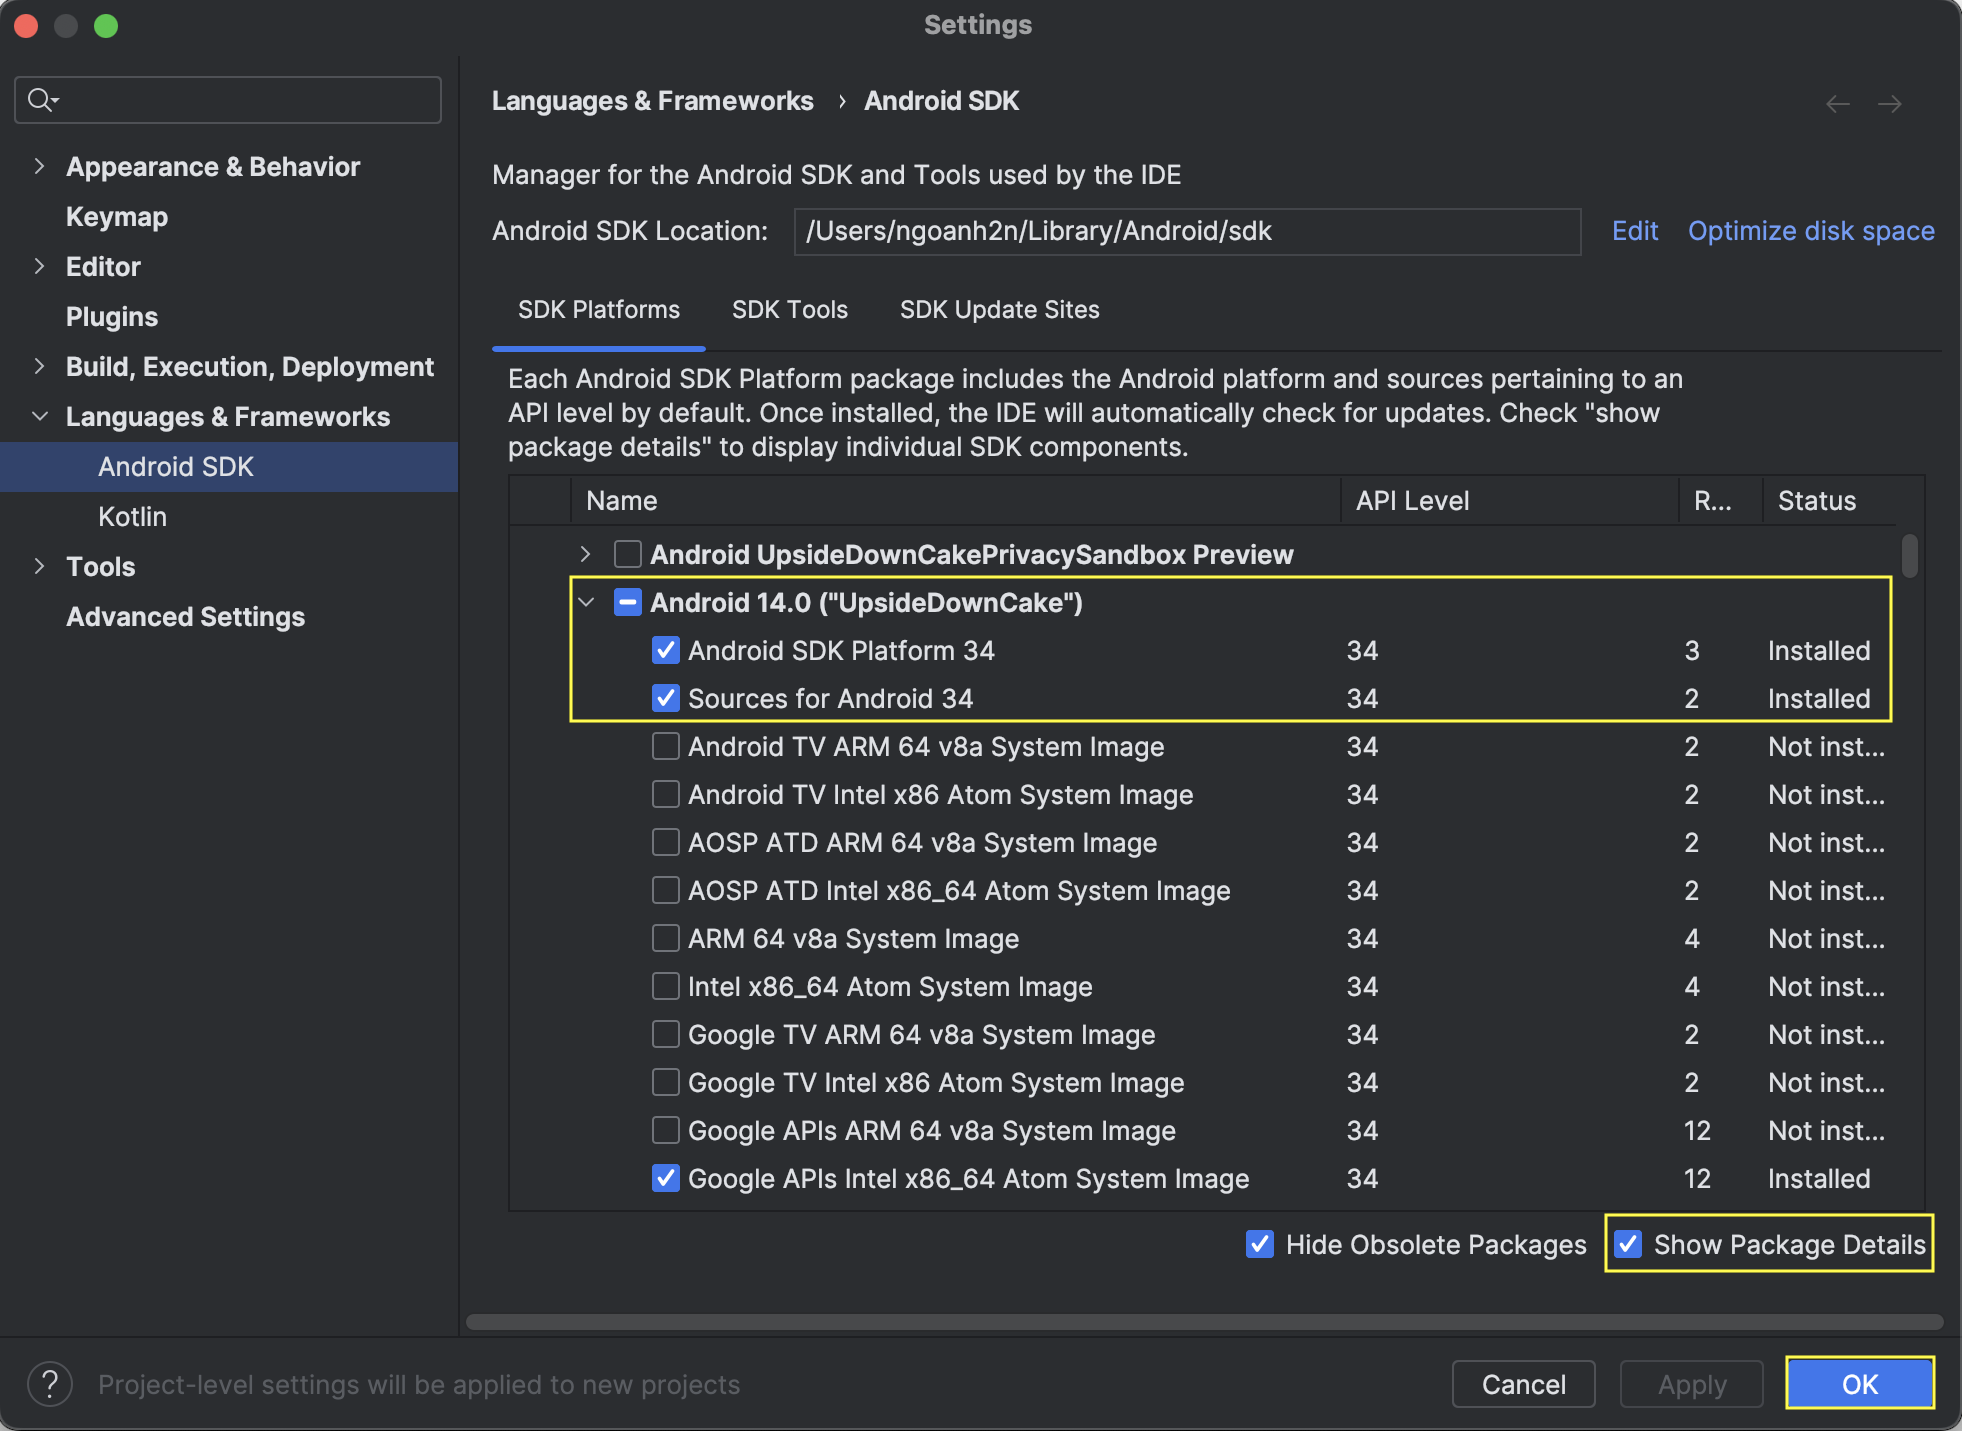 Settings
Appearance & Behavior
Keymap
Editor
Plugins
Build, Execution, Deployment
Languages & Frameworks
Android SDK
Kotlin
Tools
Advanced Settings
Languages & Frameworks › Android SDK
Manager for the Android SDK and Tools used by the IDE
Android SDK Location: /Users/ngoanh2n/Library/Android/sdk Edit Optimize disk space
SDK Platforms SDK Tools SDK Update Sites
Each Android SDK Platform package includes the Android platform and sources pertaining to an
API level by default. Once installed, the IDE will automatically check for updates. Check "show
package details" to display individual SDK components.
Name API Level R... Status
Android UpsideDownCakePrivacySandbox Preview
Android 14.0 ("UpsideDownCake")
Android SDK Platform 34 34 3 Installed
Sources for Android 34 34 2 Installed
Android TV ARM 64 v8a System Image 34 2 Not inst...
Android TV Intel x86 Atom System Image 34 2 Not inst...
AOSP ATD ARM 64 v8a System Image 34 2 Not inst...
AOSP ATD Intel x86_64 Atom System Image 34 2 Not inst...
ARM 64 v8a System Image 34 4 Not inst...
Intel x86_64 Atom System Image 34 4 Not inst...
Google TV ARM 64 v8a System Image 34 2 Not inst...
Google TV Intel x86 Atom System Image 34 2 Not inst...
Google APIs ARM 64 v8a System Image 34 12 Not inst...
Google APIs Intel x86_64 Atom System Image 34 12 Installed
Hide Obsolete Packages Show Package Details
? Project-level settings will be applied to new projects
Cancel Apply OK